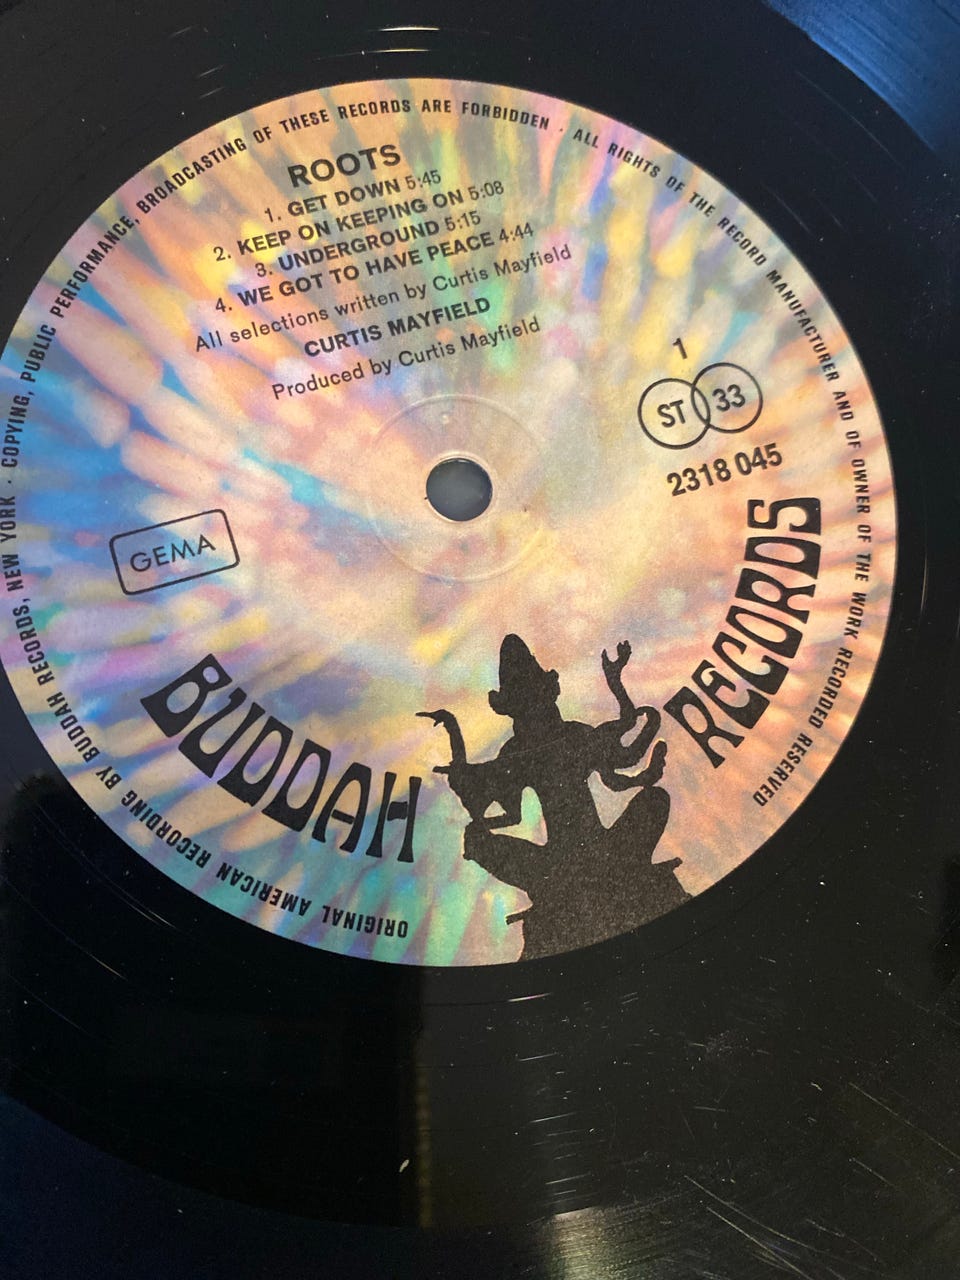 ROOTS
1. GET DOWN 5:45
2. KEEP ON KEEPING ON 5:08
3. UNDERGROUND 5:15
4. WE GOT TO HAVE PEACE 4:44
All selections written by Curtis Mayfield
CURTIS MAYFIELD
Produced by Curtis Mayfield
1
ST 33
2318 045
GEMA
BUDDAH RECORDS
ORIGINAL AMERICAN RECORDING BY BUDDAH RECORDS, NEW YORK · COPYING, PUBLIC PERFORMANCE, BROADCASTING OF THESE RECORDS ARE FORBIDDEN · ALL RIGHTS OF THE RECORD MANUFACTURER AND OF OWNER OF THE WORK RECORDED RESERVED